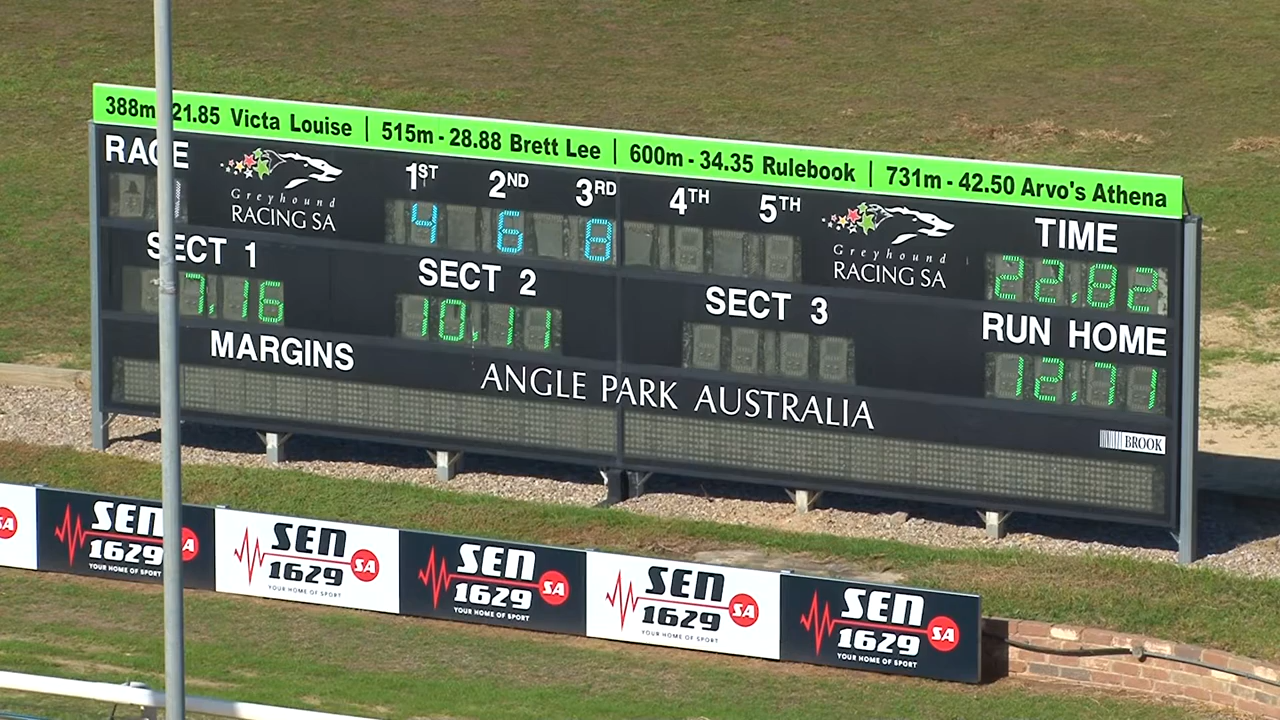 388m 21.85 Victa Louise | 515m - 28.88 Brett Lee | 600m - 34.35 Rulebook | 731m - 42.50 Arvo's Athena
RACE
Greyhound
RACING SA
1ST 2ND 3RD 4TH 5TH
4 6 8
Greyhound
RACING SA
TIME
22.82
SECT 1
7.16
SECT 2
10.11
SECT 3
RUN HOME
12.71
MARGINS
ANGLE PARK AUSTRALIA
BROOK
SA
SEN
1629 A
YOUR HOME OF SPORT
SEN
1629 SA
YOUR HOME OF SPORT
SEN
1629 SA
YOUR HOME OF SPORT
SEN
1629 SA
YOUR HOME OF SPORT
SEN
1629 SA
YOUR HOME OF SPORT